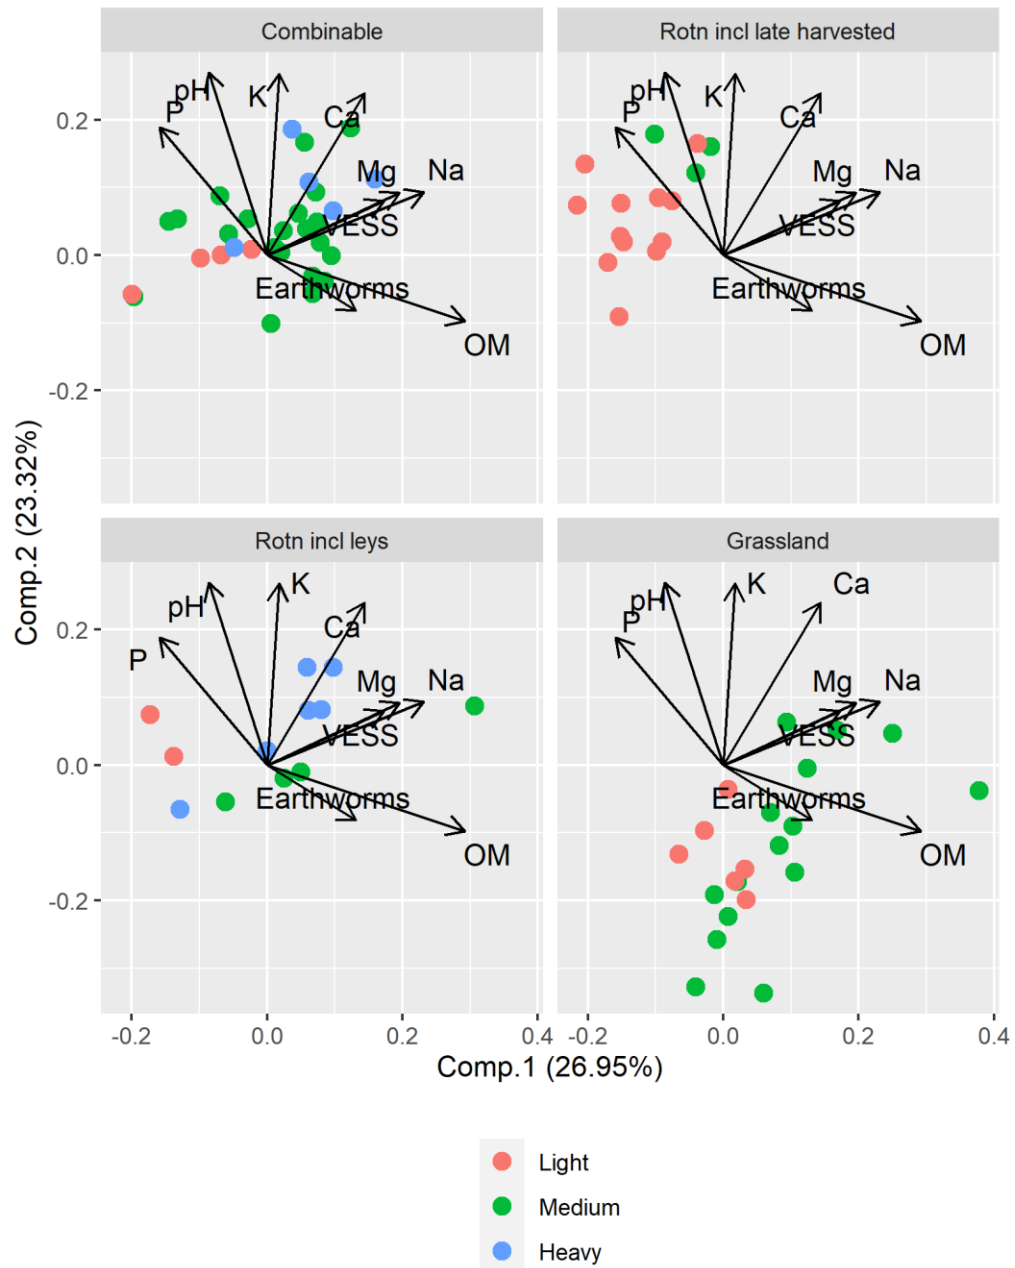 Combinable
Rotn incl late harvested
pH
K
P
Ca
Mg
Na
VESS
Earthworms
OM
pH
K
P
Ca
Mg
Na
VESS
Earthworms
OM
0.2
0.0
-0.2
Comp.2 (23.32%)
Rotn incl leys
Grassland
K
pH
Ca
P
Mg
Na
VESS
Earthworms
OM
K
Ca
pH
P
Mg
Na
VESS
Earthworms
OM
0.2
0.0
-0.2
-0.2 0.0 0.2 0.4 -0.2 0.0 0.2 0.4
Comp.1 (26.95%)
Light
Medium
Heavy